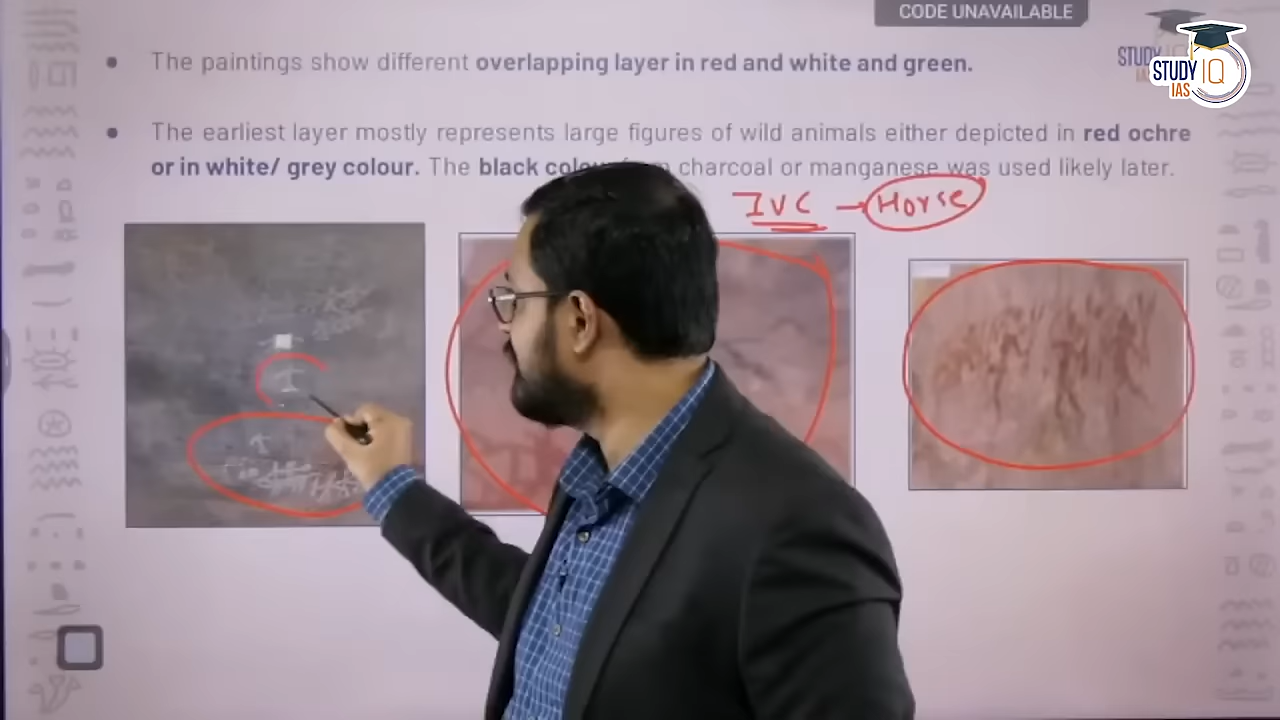 CODE UNAVAILABLE
The paintings show different overlapping layer in red and white and green.
STUDY IQ
IAS
The earliest layer mostly represents large figures of wild animals either depicted in red ochre
or in white/ grey colour. The black charcoal or manganese was used likely later.
IVC → Horse